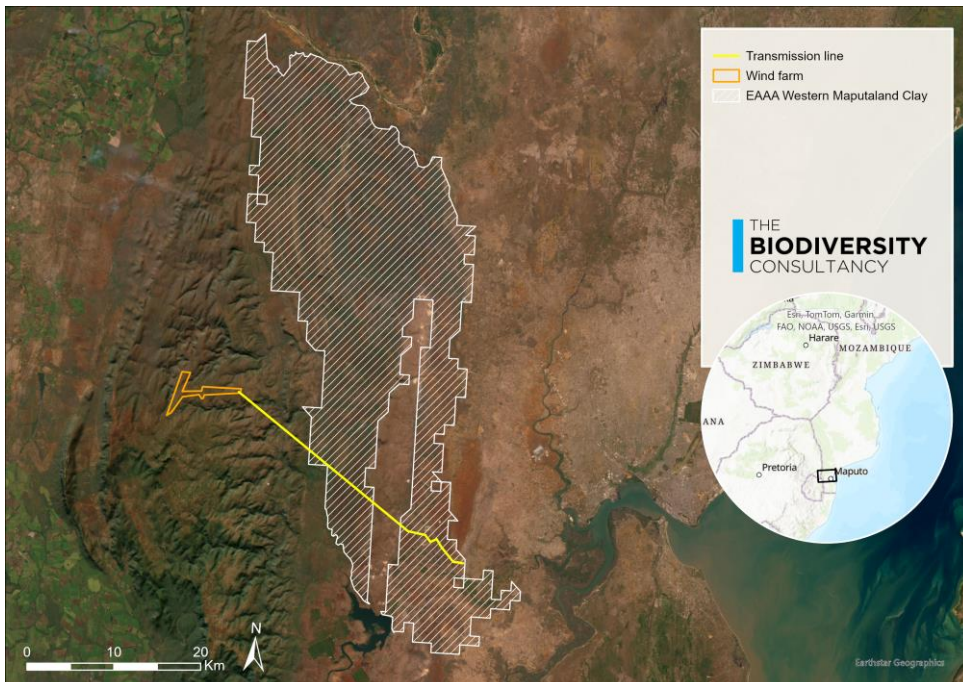 Transmission line
Wind farm
EAAA Western Maputaland Clay
THE
BIODIVERSITY
CONSULTANCY
Esri, TomTom, Garmin,
FAO, NOAA, USGS, Esri, USGS
Harare
MOZAMBIQUE
ZIMBABWE
ANA
Pretoria
Maputo
0 10 20
Km
N
Earthstar Geographics